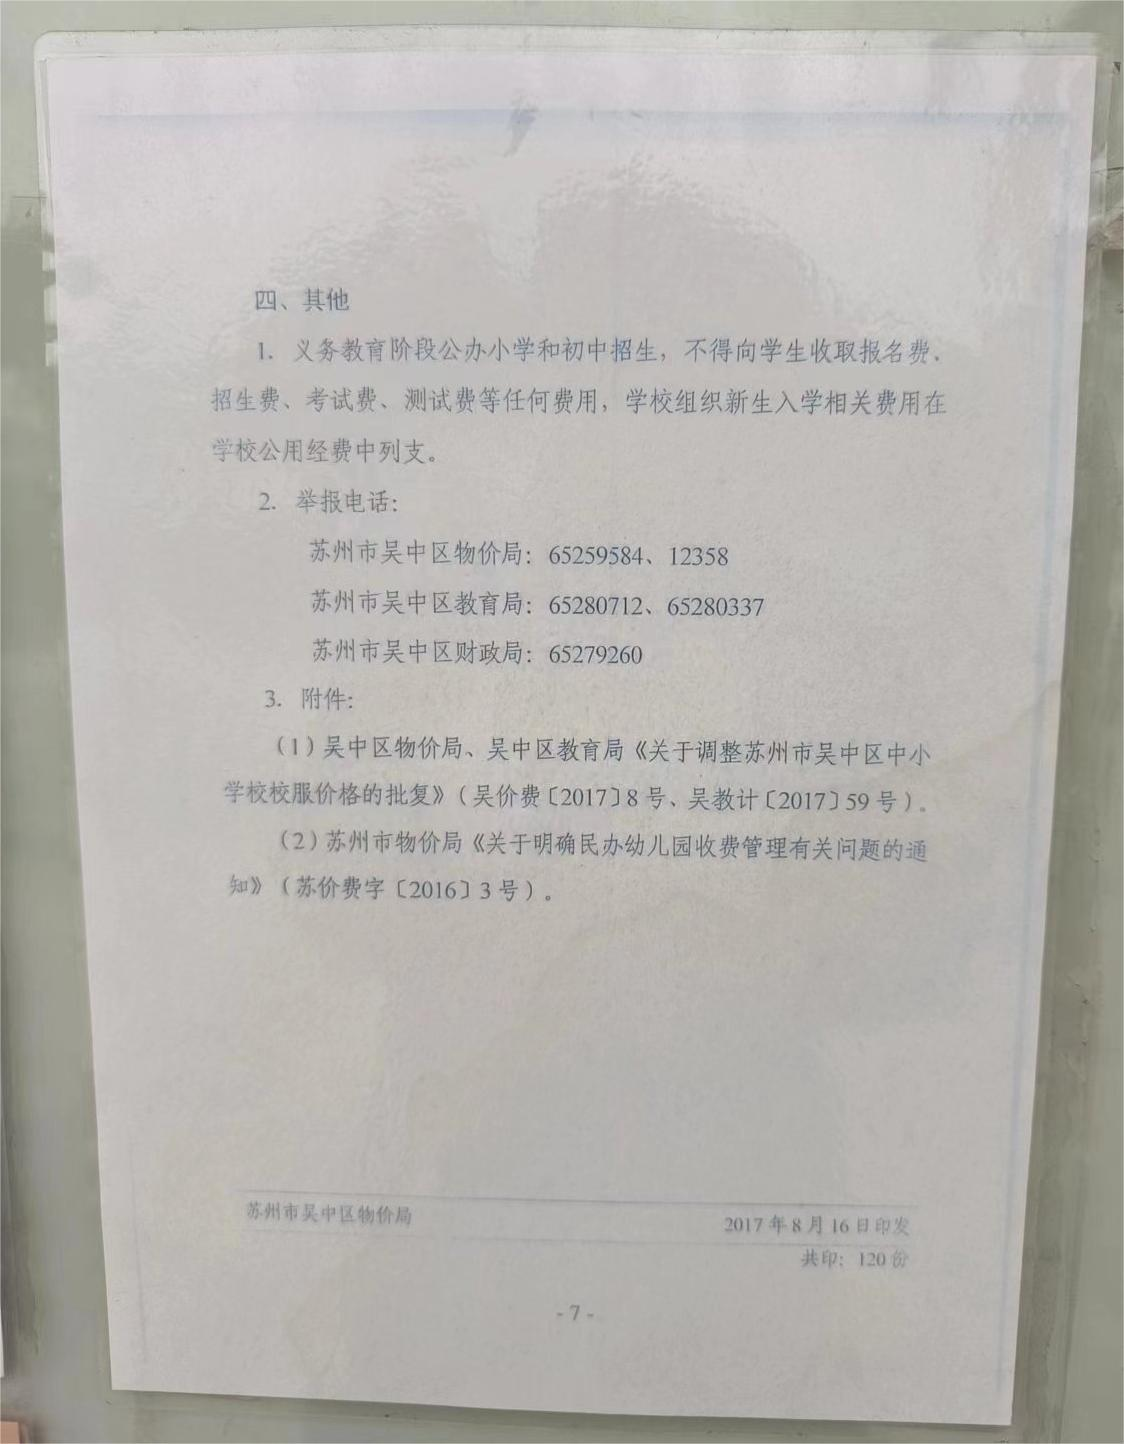 四、其他
1. 义务教育阶段公办小学和初中招生，不得向学生收取报名费、
招生费、考试费、测试费等任何费用，学校组织新生入学相关费用在
学校公用经费中列支。
2. 举报电话：
苏州市吴中区物价局：65259584、12358
苏州市吴中区教育局：65280712、65280337
苏州市吴中区财政局：65279260
3. 附件：
（1）吴中区物价局、吴中区教育局《关于调整苏州市吴中区中小
学校校服价格的批复》（吴价费〔2017〕8号、吴教计〔2017〕59号）。
（2）苏州市物价局《关于明确民办幼儿园收费管理有关问题的通
知》（苏价费字〔2016〕3号）。
苏州市吴中区物价局
2017年8月16日印发
共印：120份
- 7 -